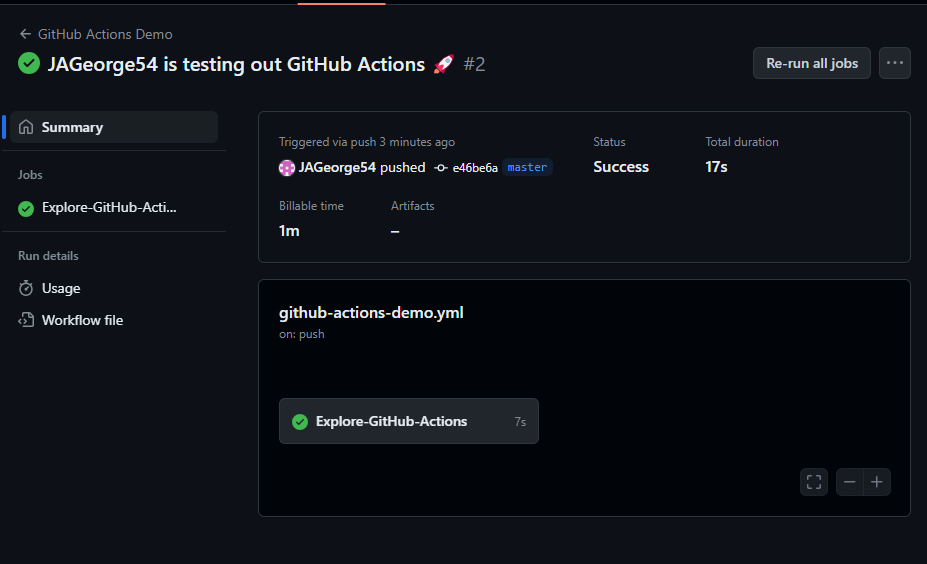 ← GitHub Actions Demo
JAGeorge54 is testing out GitHub Actions 🚀 #2
Re-run all jobs
Summary
Jobs
Explore-GitHub-Acti...
Run details
Usage
Workflow file
Triggered via push 3 minutes ago
JAGeorge54 pushed e46be6a master
Status
Success
Total duration
17s
Billable time
1m
Artifacts
–
github-actions-demo.yml
on: push
Explore-GitHub-Actions 7s